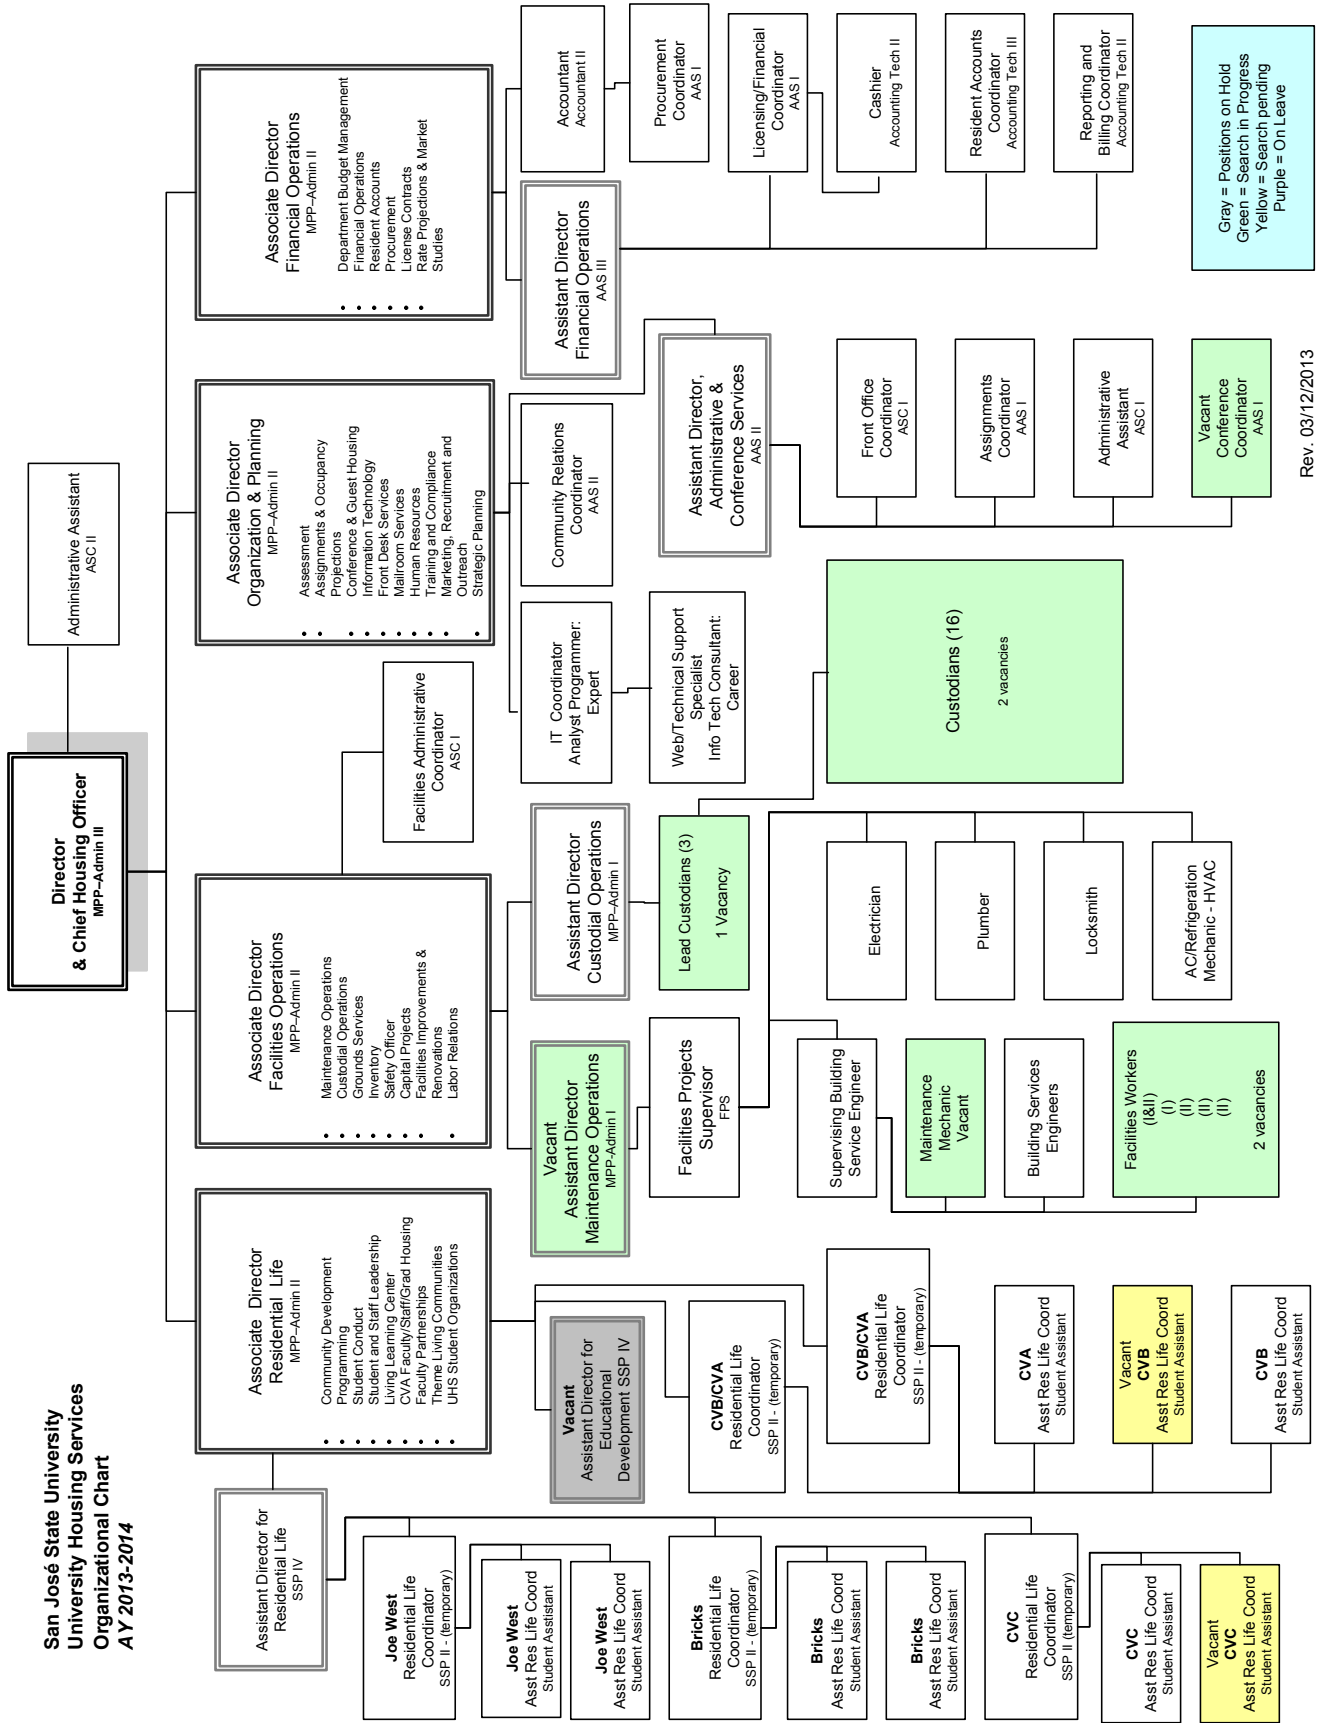 San José State University
University Housing Services
Organizational Chart
AY 2013-2014
Director
& Chief Housing Officer
MPP–Admin III
Administrative Assistant
ASC II
Associate Director
Residential Life
MPP–Admin II
• Community Development
• Programming
• Student Conduct
• Student and Staff Leadership
• Living Learning Center
• CVA Faculty/Staff/Grad Housing
• Faculty Partnerships
• Theme Living Communities
• UHS Student Organizations
Associate Director
Facilities Operations
MPP–Admin II
• Maintenance Operations
• Custodial Operations
• Grounds Services
• Inventory
• Safety Officer
• Capital Projects
• Facilities Improvements &
Renovations
• Labor Relations
Associate Director
Organization & Planning
MPP–Admin II
• Assessment
• Assignments & Occupancy
Projections
• Conference & Guest Housing
• Information Technology
• Front Desk Services
• Mailroom Services
• Human Resources
• Training and Compliance
• Marketing, Recruitment and
Outreach
• Strategic Planning
Associate Director
Financial Operations
MPP–Admin II
• Department Budget Management
• Financial Operations
• Resident Accounts
• Procurement
• License Contracts
• Rate Projections & Market
Studies
Assistant Director for
Residential Life
SSP IV
Joe West
Residential Life
Coordinator
SSP II - (temporary)
Joe West
Asst Res Life Coord
Student Asstistant
Joe West
Asst Res Life Coord
Student Assistant
Bricks
Residential Life
Coordinator
SSP II - (temporary)
Bricks
Asst Res Life Coord
Student Assistant
Bricks
Asst Res Life Coord
Student Assistant
CVC
Residential Life
Coordinator
SSP II (temporary)
CVC
Asst Res Life Coord
Student Assistant
Vacant
CVC
Asst Res Life Coord
Student Assistant
Vacant
Assistant Director for
Educational
Development SSP IV
CVB/CVA
Residential Life
Coordinator
SSP II - (temporary)
CVB/CVA
Residential Life
Coordinator
SSP II - (temporary)
CVA
Asst Res Life Coord
Student Assistant
Vacant
CVB
Asst Res Life Coord
Student Assistant
CVB
Asst Res Life Coord
Student Assistant
Facilities Administrative
Coordinator
ASC I
Vacant
Assistant Director
Maintenance Operations
MPP-Admin I
Facilities Projects
Supervisor
FPS
Supervising Building
Service Engineer
Maintenance
Mechanic
Vacant
Building Services
Engineers
Facilities Workers
(I&II)
(I)
(II)
(II)
(II)
2 vacancies
Assistant Director
Custodial Operations
MPP–Admin I
Lead Custodians (3)
1 Vacancy
Custodians (16)
2 vacancies
Electrician
Plumber
Locksmith
AC/Refrigeration
Mechanic - HVAC
IT Coordinator
Analyst Programmer:
Expert
Web/Technical Support
Specialist
Info Tech Consultant:
Career
Community Relations
Coordinator
AAS II
Assistant Director,
Administrative &
Conference Services
AAS II
Front Office
Coordinator
ASC I
Assignments
Coordinator
AAS I
Administrative
Assistant
ASC I
Vacant
Conference
Coordinator
AAS I
Assistant Director
Financial Operations
AAS III
Accountant
Accountant II
Procurement
Coordinator
AAS I
Licensing/Financial
Coordinator
AAS I
Cashier
Accounting Tech II
Resident Accounts
Coordinator
Accounting Tech III
Reporting and
Billing Coordinator
Accounting Tech II
Gray = Positions on Hold
Green = Search in Progress
Yellow = Search pending
Purple = On Leave
Rev. 03/12/2013